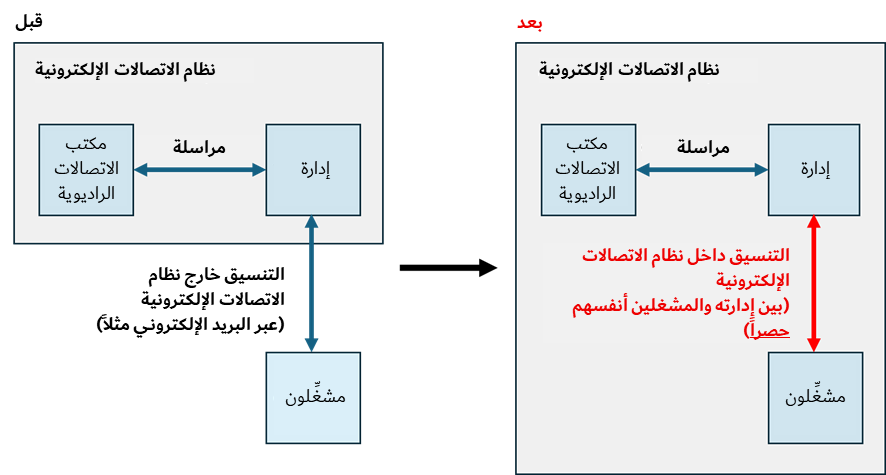 قبل
نظام الاتصالات الإلكترونية
مكتب
الاتصالات
الراديوية
مراسلة
إدارة
التنسيق خارج نظام
الاتصالات الإلكترونية
(عبر البريد الإلكتروني مثلاً)
مشغِّلون
بعد
نظام الاتصالات الإلكترونية
مكتب
الاتصالات
الراديوية
مراسلة
إدارة
التنسيق داخل نظام الاتصالات
الإلكترونية
(بين إدارته والمشغلين أنفسهم
حصراً)
مشغِّلون